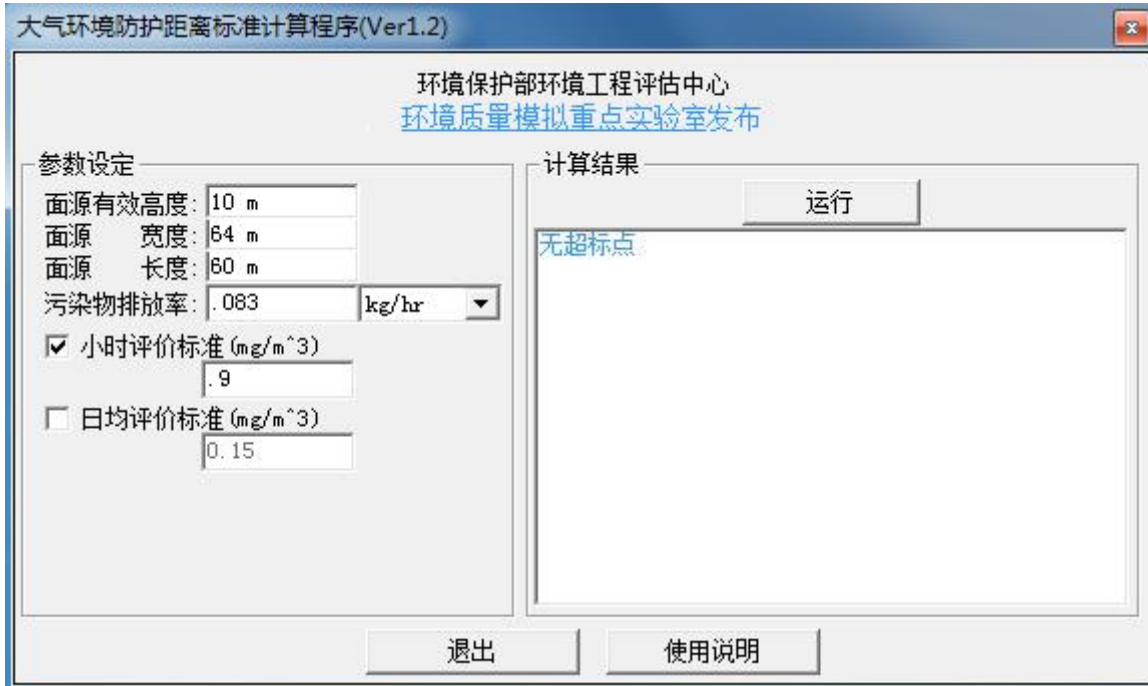 大气环境防护距离标准计算程序(Ver1.2)
环境保护部环境工程评估中心
环境质量模拟重点实验室发布
参数设定
面源有效高度: 10 m
面源 宽度: 64 m
面源 长度: 60 m
污染物排放率: .083 kg/hr
小时评价标准(mg/m^3)
.9
日均评价标准(mg/m^3)
0.15
计算结果
运行
无超标点
退出
使用说明